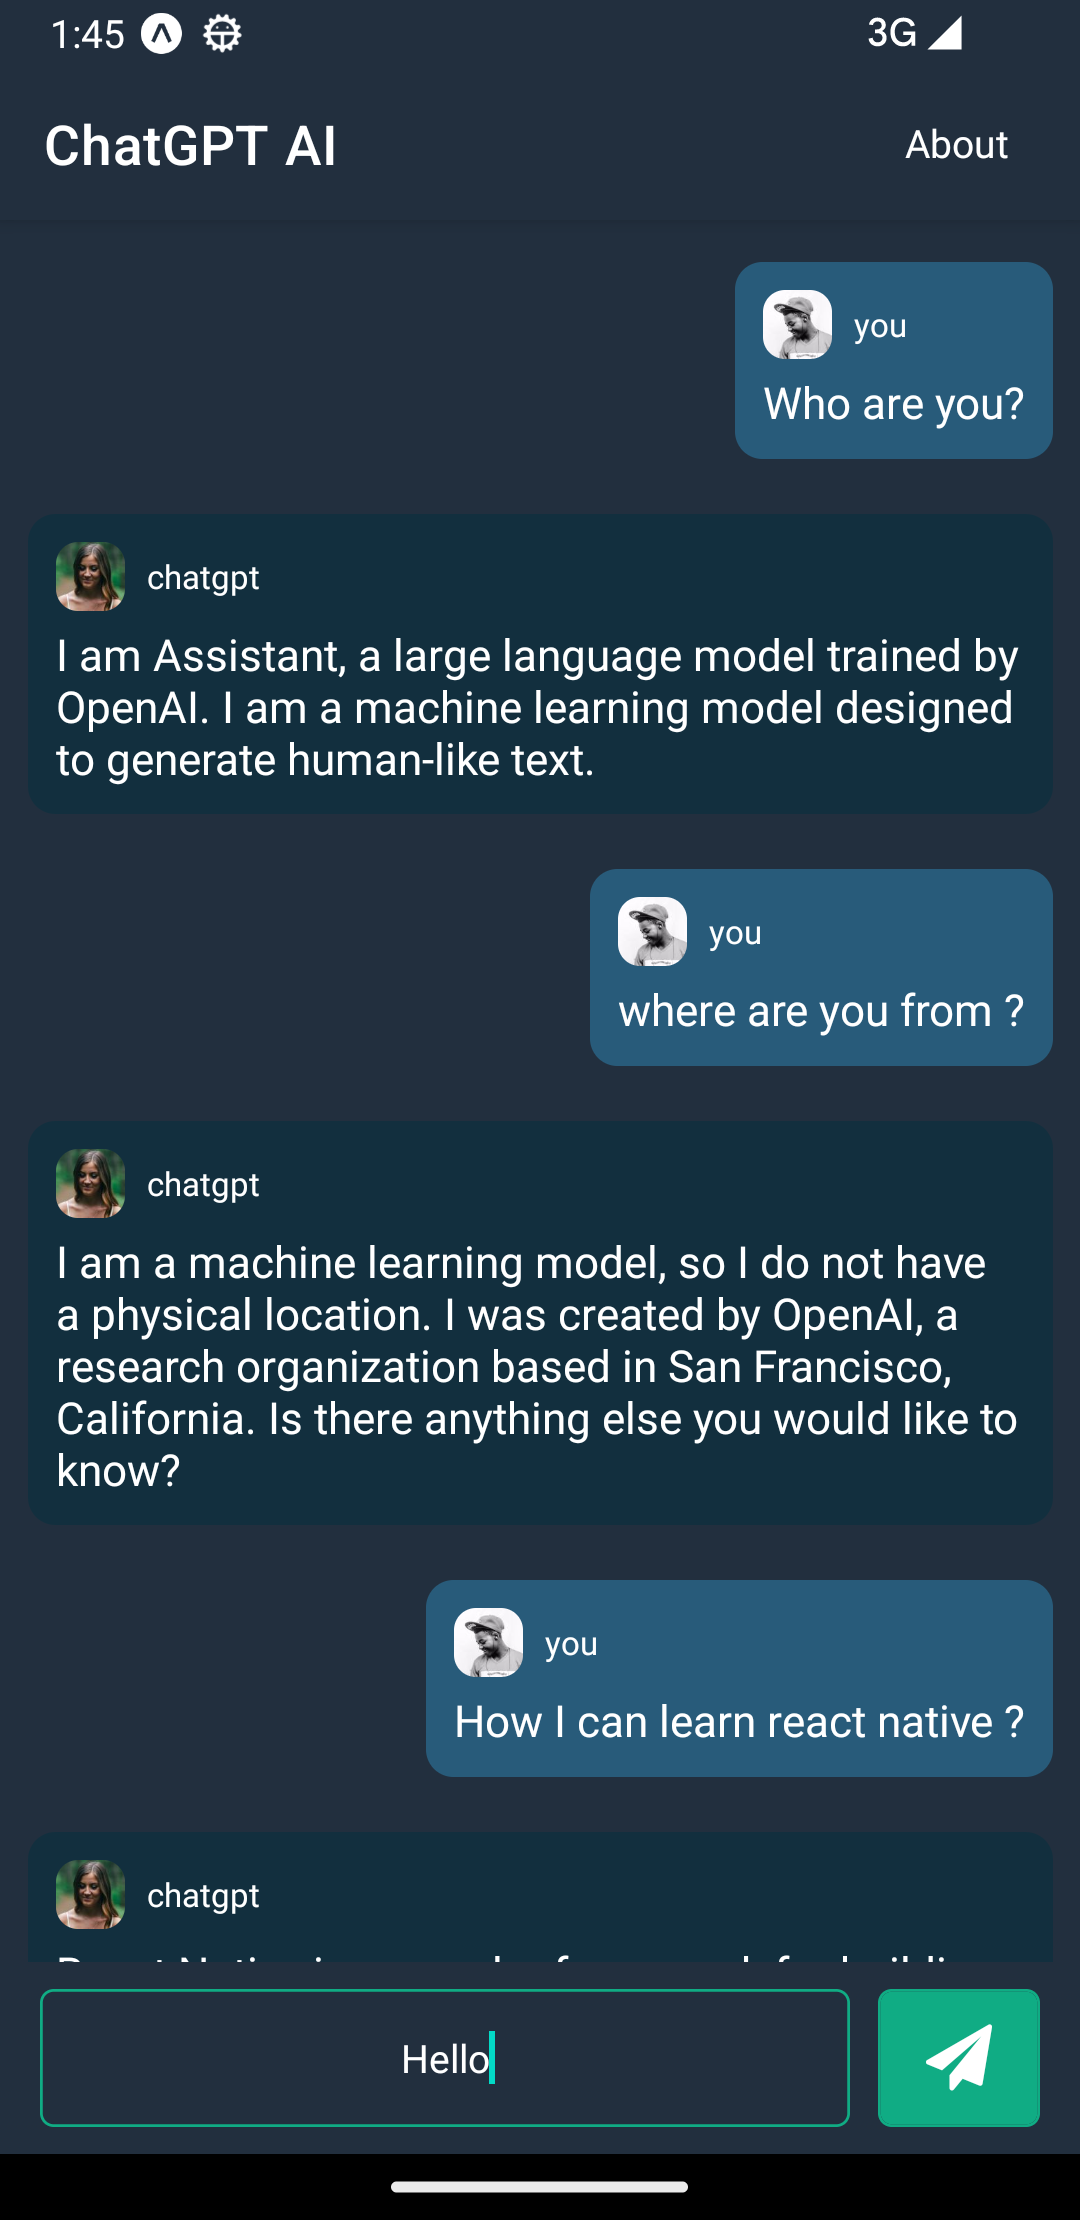 1:45
3G
ChatGPT AI
About
you
Who are you?
chatgpt
I am Assistant, a large language model trained by
OpenAI. I am a machine learning model designed
to generate human-like text.
you
where are you from ?
chatgpt
I am a machine learning model, so I do not have
a physical location. I was created by OpenAI, a
research organization based in San Francisco,
California. Is there anything else you would like to
know?
you
How I can learn react native ?
chatgpt
Hello